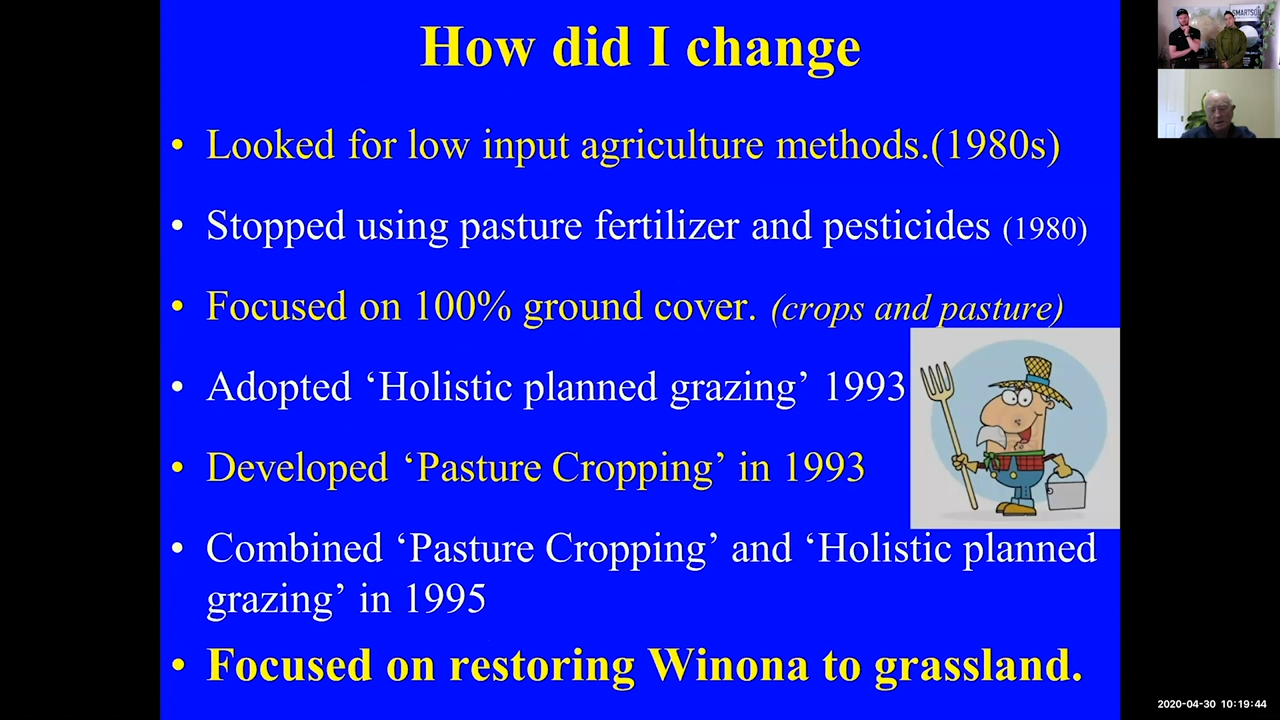 How did I change
• Looked for low input agriculture methods.(1980s)
• Stopped using pasture fertilizer and pesticides (1980)
• Focused on 100% ground cover. (crops and pasture)
• Adopted ‘Holistic planned grazing’ 1993
• Developed ‘Pasture Cropping’ in 1993
• Combined ‘Pasture Cropping’ and ‘Holistic planned
grazing’ in 1995
• Focused on restoring Winona to grassland.
SMARTSOIL
2020-04-30 10:19:44